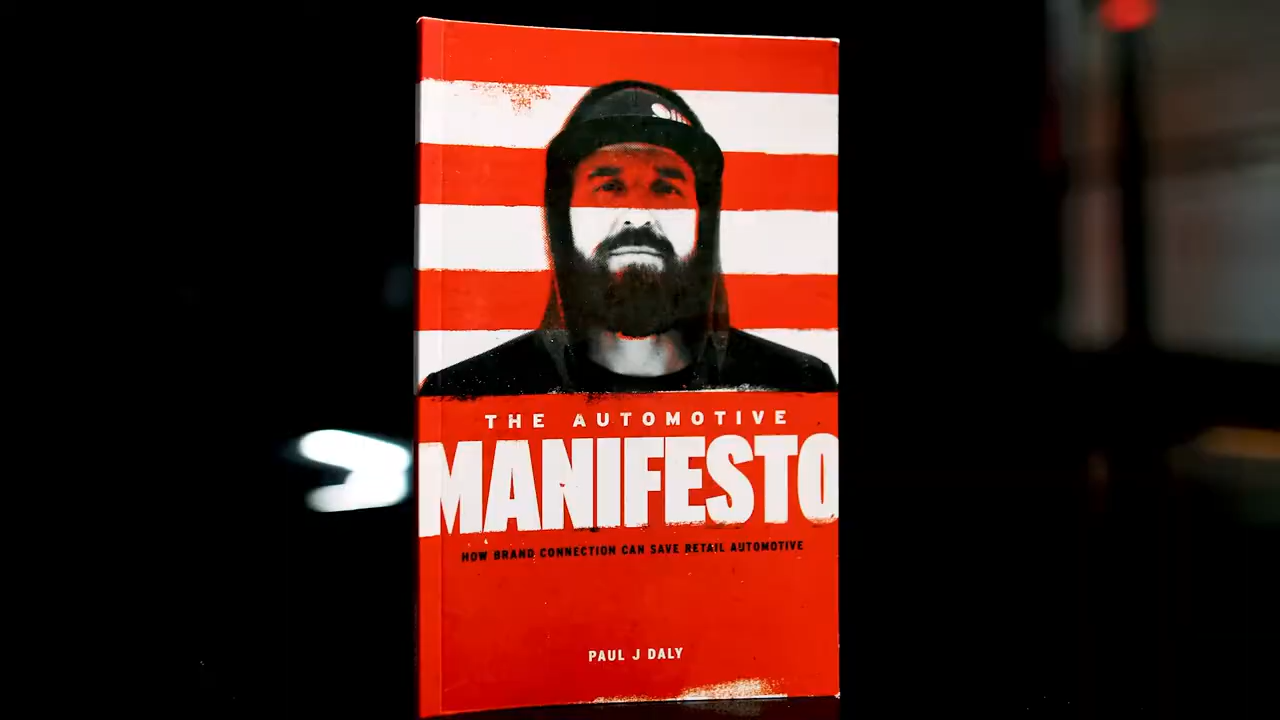 THE AUTOMOTIVE
MANIFESTO
HOW BRAND CONNECTION CAN SAVE RETAIL AUTOMOTIVE
PAUL J DALY